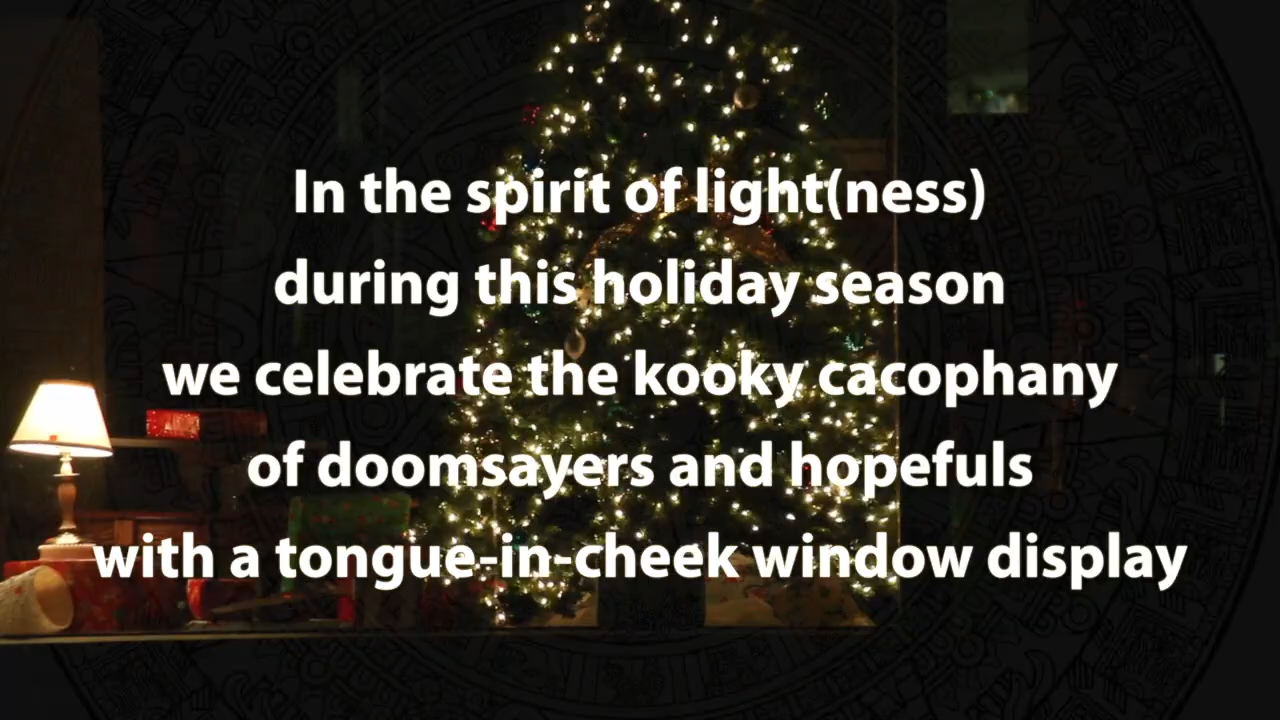 In the spirit of light(ness)
during this holiday season
we celebrate the kooky cacophany
of doomsayers and hopefuls
with a tongue-in-cheek window display